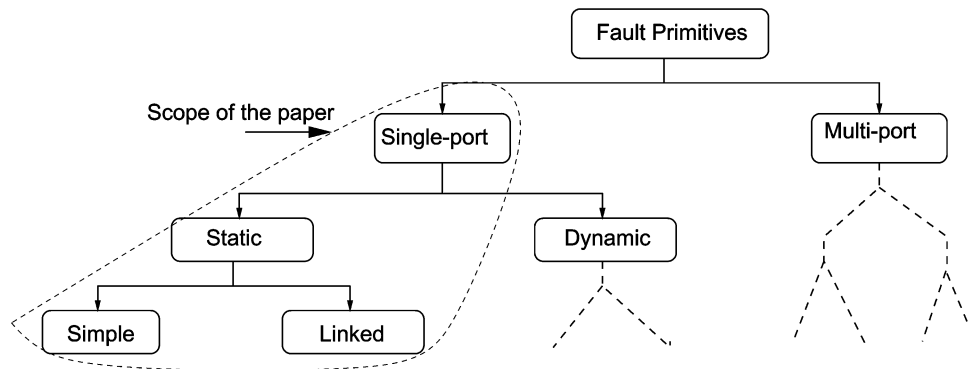 Fault Primitives
Scope of the paper
Single-port
Multi-port
Static
Dynamic
Simple
Linked